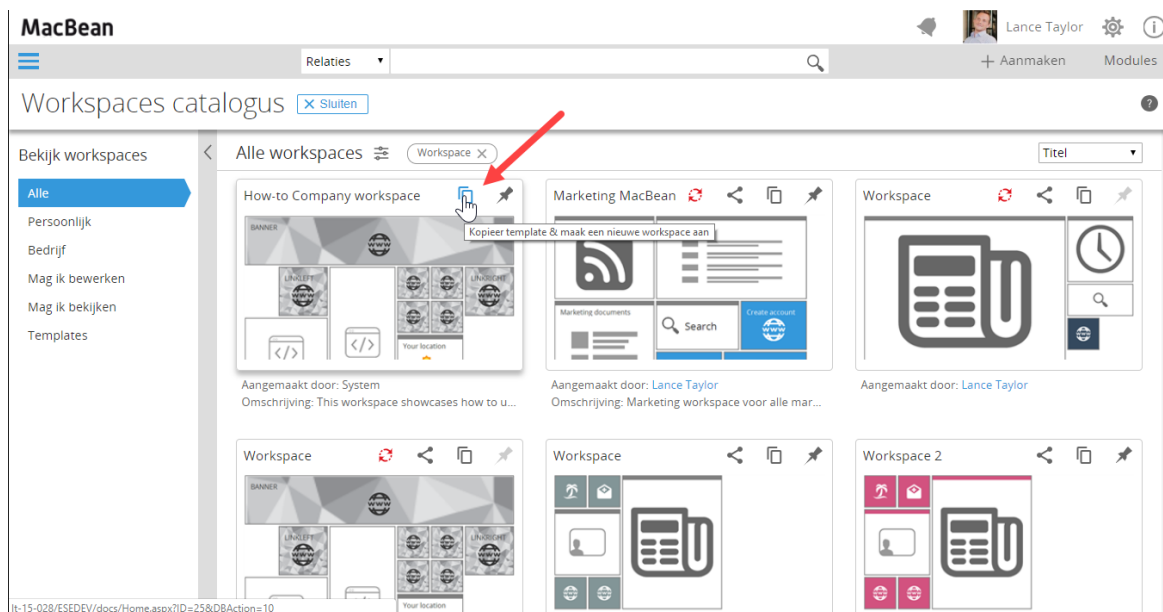 MacBean
Lance Taylor
Relaties
+ Aanmaken
Modules
Workspaces catalogus
X Sluiten
?
Bekijk workspaces
Alle workspaces
Workspace X
Titel
Alle
Persoonlijk
Bedrijf
Mag ik bewerken
Mag ik bekijken
Templates
How-to Company workspace
Kopieer template & maak een nieuwe workspace aan
BANNER
WWW
LINKLEFT
LINKRIGHT
Your location
Aangemaakt door: System
Omschrijving: This workspace showcases how to u...
Marketing MacBean
Marketing documents
Search
Create account
WWW
Aangemaakt door: Lance Taylor
Omschrijving: Marketing workspace voor alle mar...
Workspace
Aangemaakt door: Lance Taylor
Workspace
BANNER
WWW
LINKLEFT
LINKRIGHT
Your location
Workspace
Workspace 2
lt-15-028/ESEDEV/docs/Home.aspx?ID=25&DBAction=10